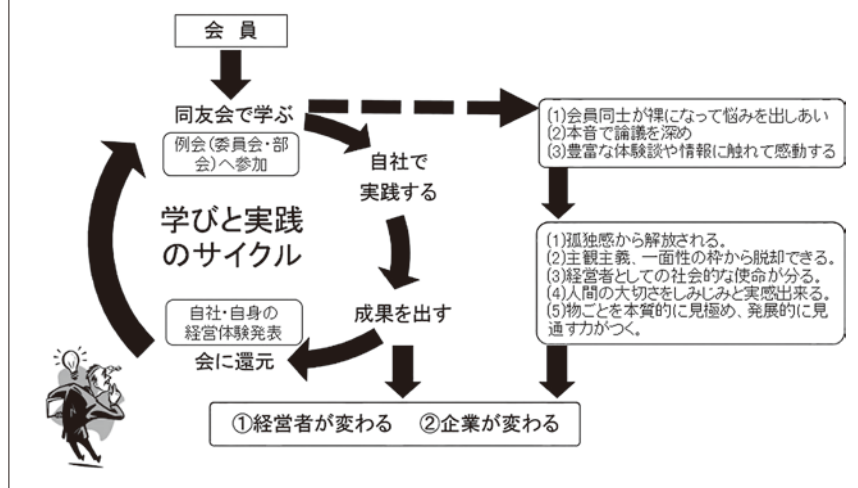 会 員
同友会で学ぶ
例会(委員会・部
会)へ参加
自社で
実践する
学びと実践
のサイクル
成果を出す
自社・自身の
経営体験発表
会に還元
(1)会員同士が裸になって悩みを出しあい
(2)本音で論議を深め
(3)豊富な体験談や情報に触れて感動する
(1)孤独感から解放される。
(2)主観主義、一面性の枠から脱却できる。
(3)経営者としての社会的な使命が分る。
(4)人間の大切さをしみじみと実感出来る。
(5)物ごとを本質的に見極め、発展的に見
通す力がつく。
①経営者が変わる ②企業が変わる